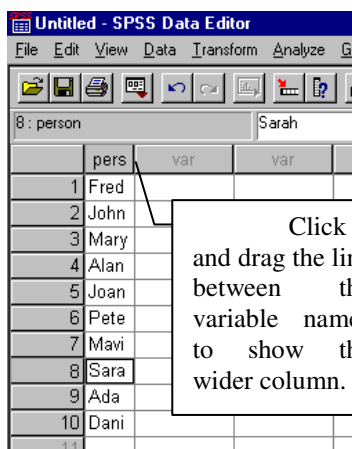 Untitled - SPSS Data Editor
File Edit View Data Transform Analyze G
8 : person Sarah
pers var var
1 Fred
2 John
3 Mary
4 Alan
5 Joan
6 Pete
7 Mavi
8 Sara
9 Ada
10 Dani
11
Click
and drag the lin
between th
variable name
to show th
wider column.